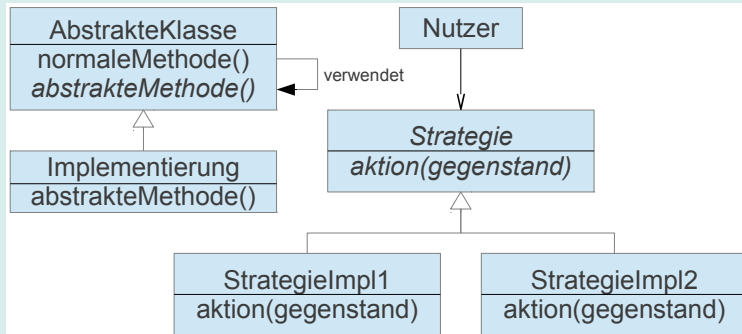 AbstrakteKlasse
normaleMethode()
abstrakteMethode()
verwendet
Implementierung
abstrakteMethode()
Nutzer
Strategie
aktion(gegenstand)
StrategieImpl1
aktion(gegenstand)
StrategieImpl2
aktion(gegenstand)